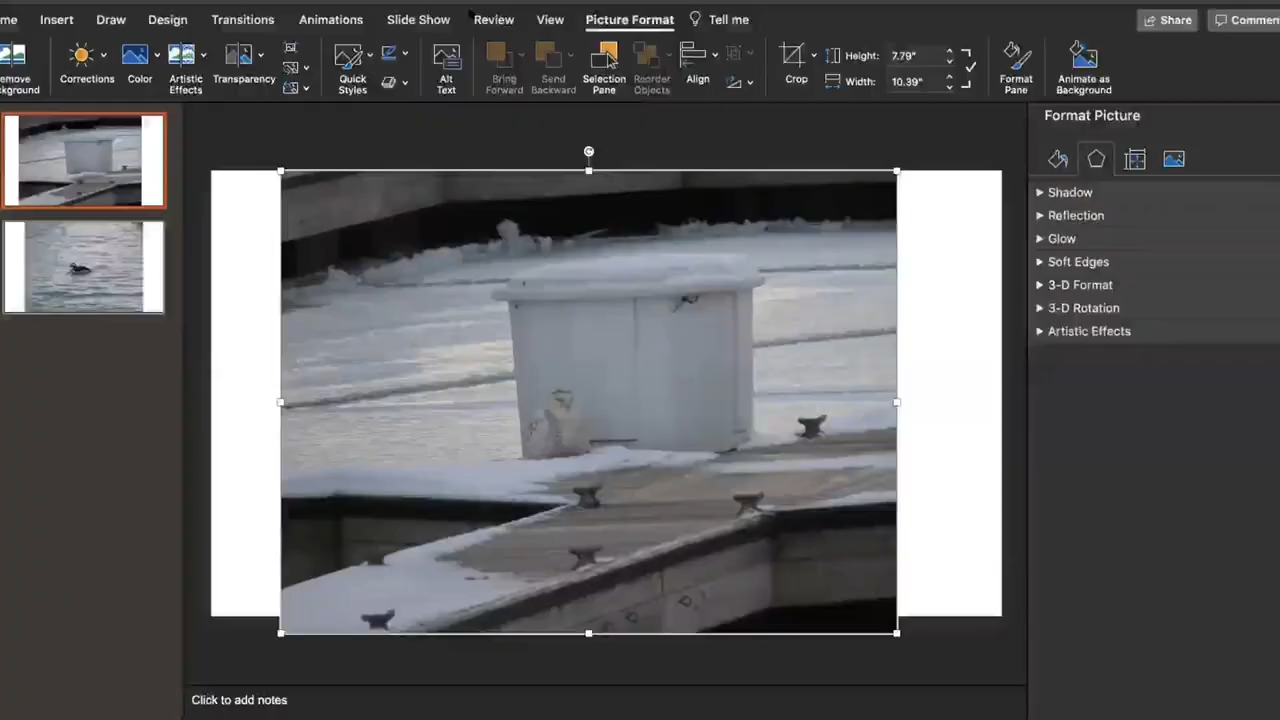 me Insert Draw Design Transitions Animations Slide Show Review View Picture Format Tell me Share Commen
emove
ckground
Corrections
Color
Artistic
Effects
Transparency
Quick
Styles
Alt
Text
Bring
Forward
Send
Backward
Selection
Pane
Reorder
Objects
Align
Crop
Height: 7.79"
Width: 10.39"
Format
Pane
Animate as
Background
Format Picture
Shadow
Reflection
Glow
Soft Edges
3-D Format
3-D Rotation
Artistic Effects
Click to add notes